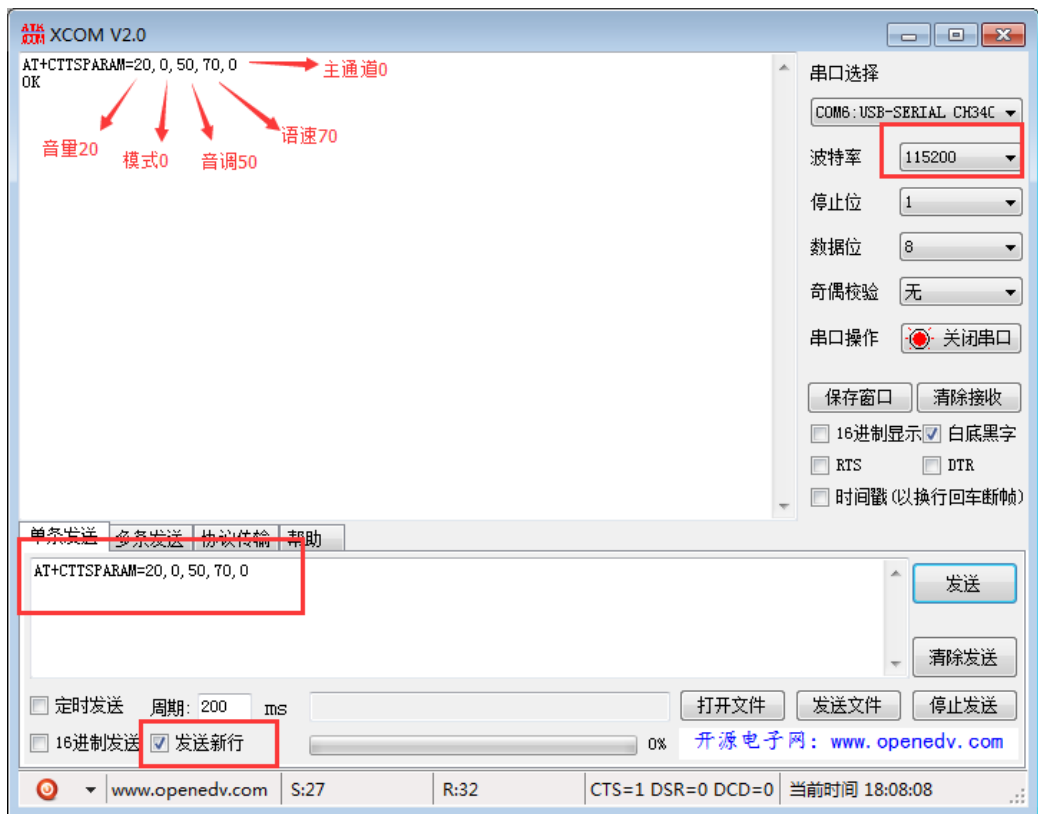 ATK COM XCOM V2.0
AT+CTTSPARAM=20,0,50,70,0 主通道0
OK
音量20 模式0 音调50 语速70
串口选择
COM6:USB-SERIAL CH34C
波特率 115200
停止位 1
数据位 8
奇偶校验 无
串口操作 关闭串口
保存窗口 清除接收
16进制显示 白底黑字
RTS DTR
时间戳(以换行回车断帧)
单条发送 多条发送 协议传输 帮助
AT+CTTSPARAM=20,0,50,70,0
发送
清除发送
定时发送 周期: 200 ms 打开文件 发送文件 停止发送
16进制发送 发送新行 0% 开源电子网: www.openedv.com
www.openedv.com S:27 R:32 CTS=1 DSR=0 DCD=0 当前时间 18:08:08